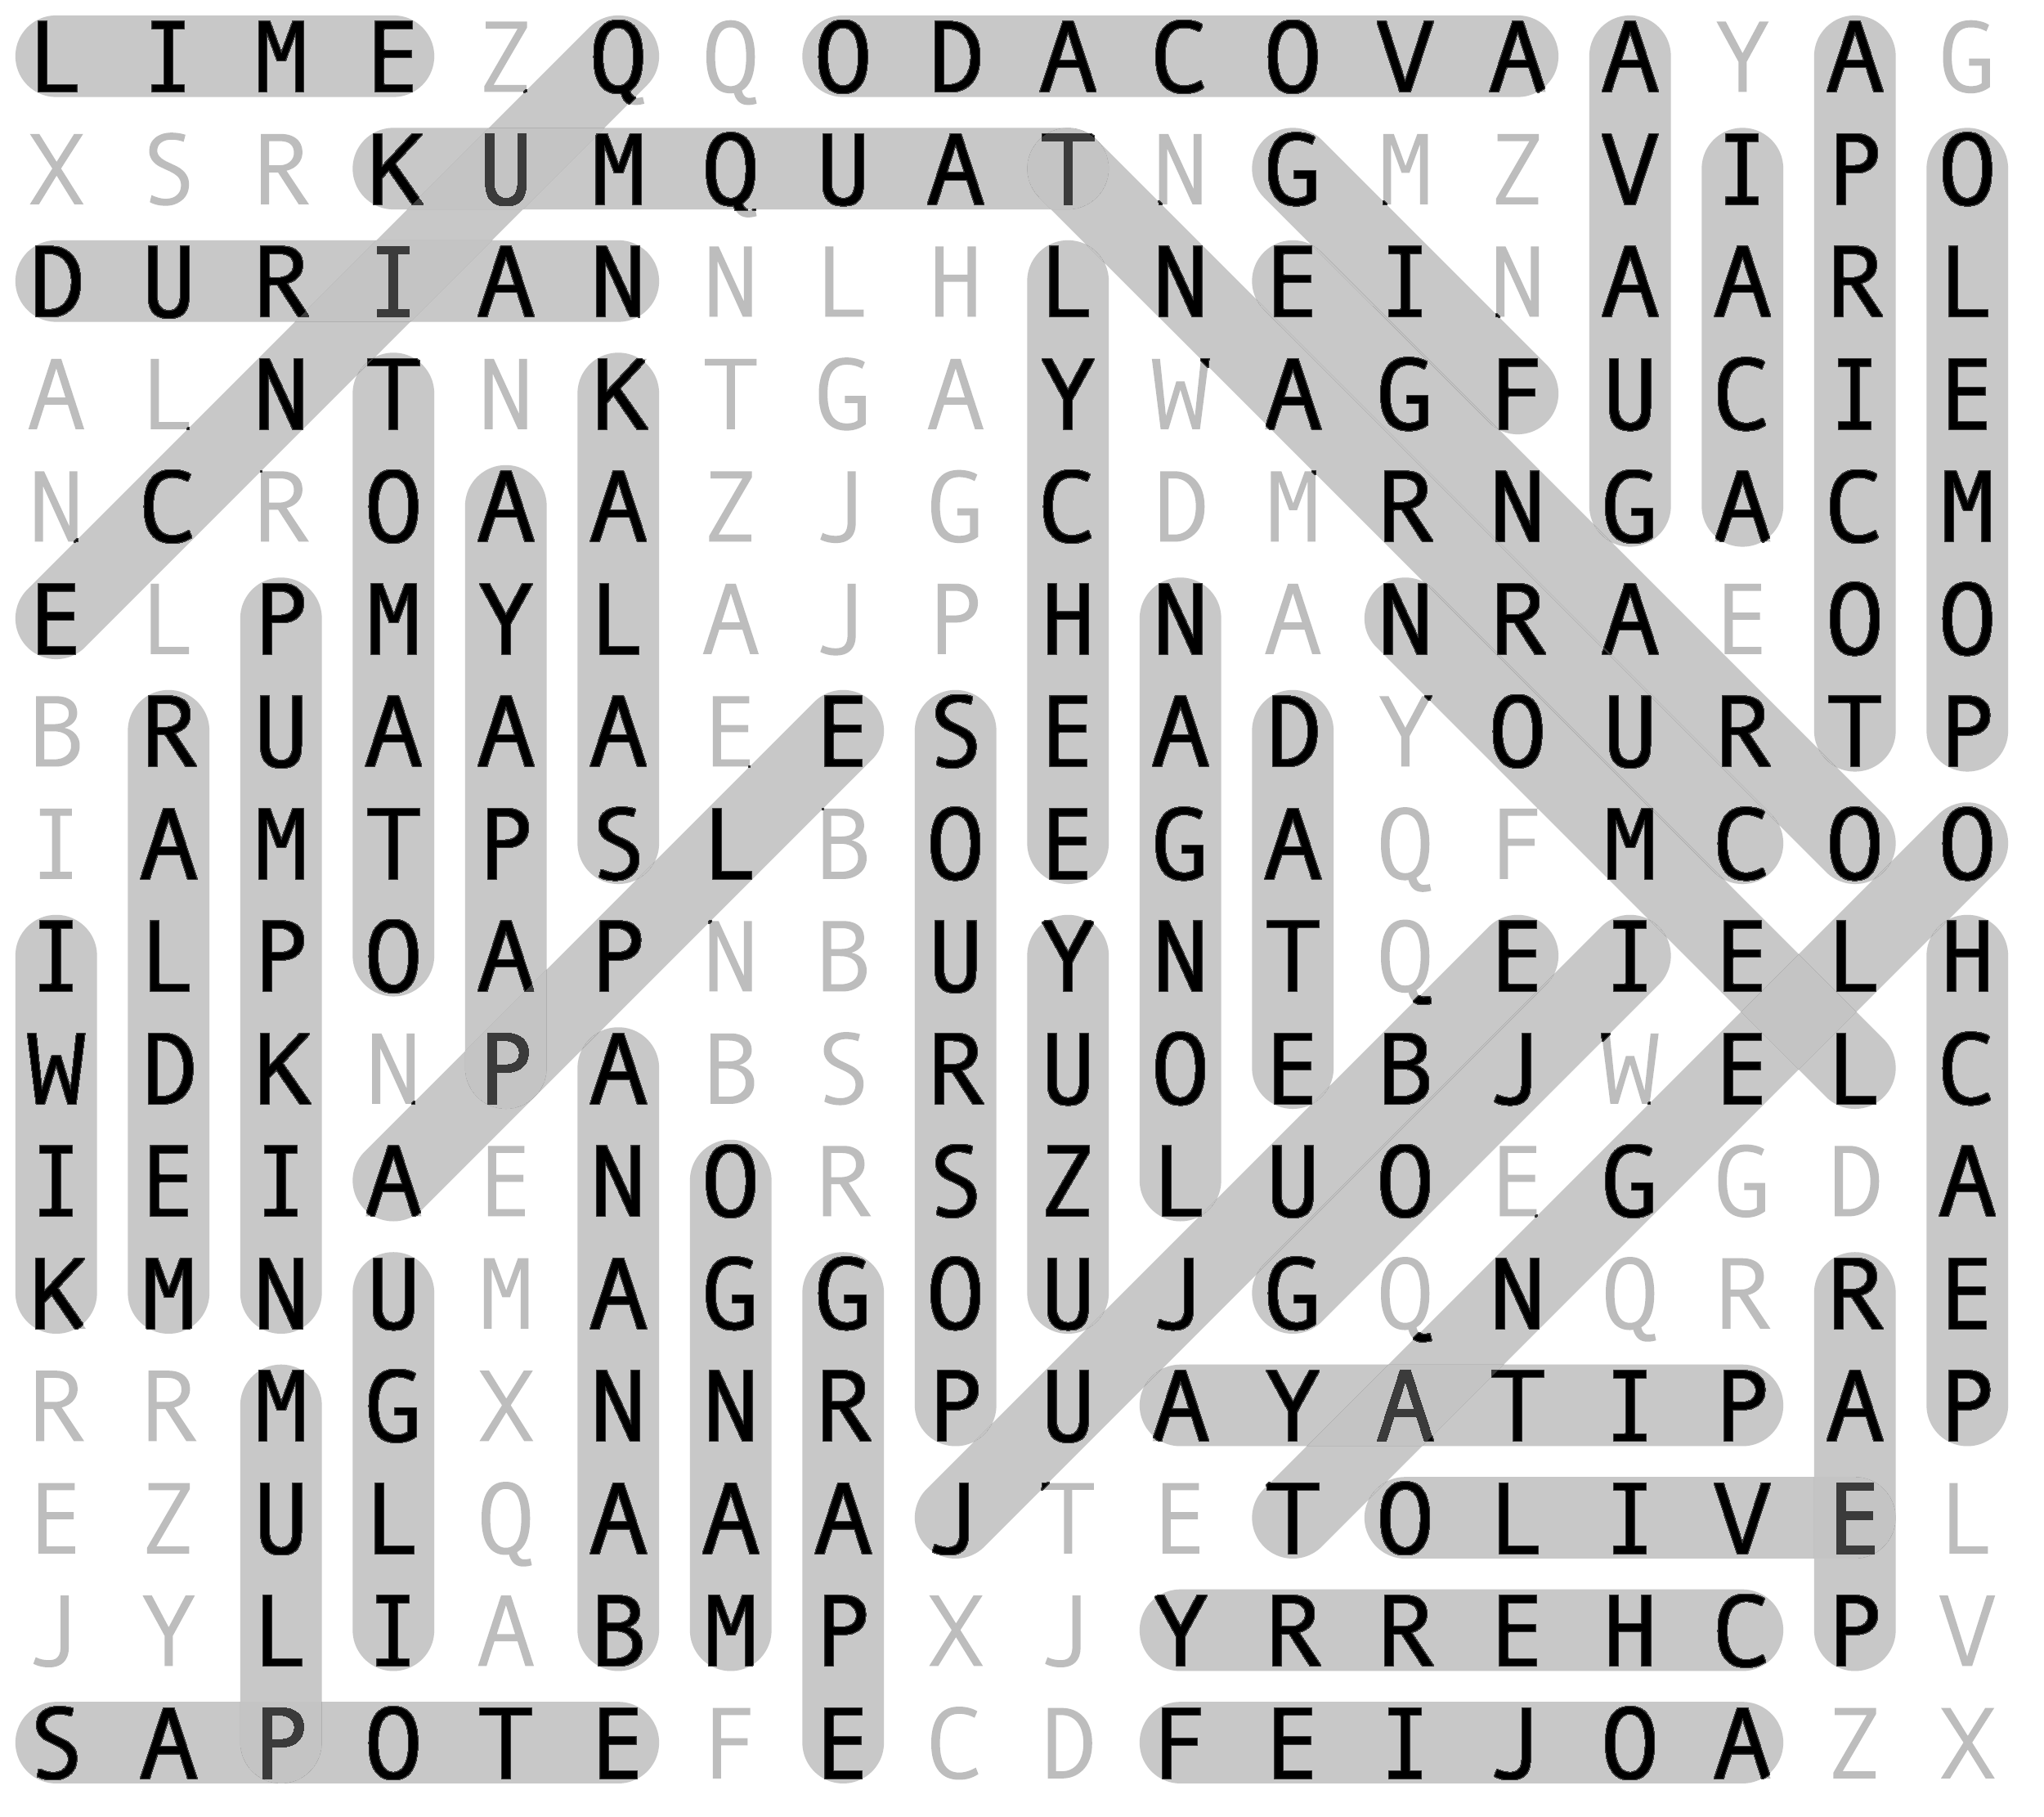 L I M E Z Q Q O D A C O V A A Y A G
X S R K U M Q U A T N G M Z V I P O
D U R I A N N L H L N E I N A A R L
A L N T N K T G A Y W A G F U C I E
N C R O A A Z J G C D M R N G A C M
E L P M Y L A J P H N A N R A E O O
B R U A A A E E S E A D Y O U R T P
I A M T P S L B O E G A Q F M C O O
I L P O A P N B U Y N T Q E I E L H
W D K N P A B S R U O E B J W E L C
I E I A E N O R S Z L U O E G G D A
K M N U M A G G O U J G Q N Q R R E
R R M G X N N R P U A Y A T I P A P
E Z U L Q A A A J T E T O L I V E L
J Y L I A B M P X J Y R R E H C P V
S A P O T E F E C D F E I J O A Z X